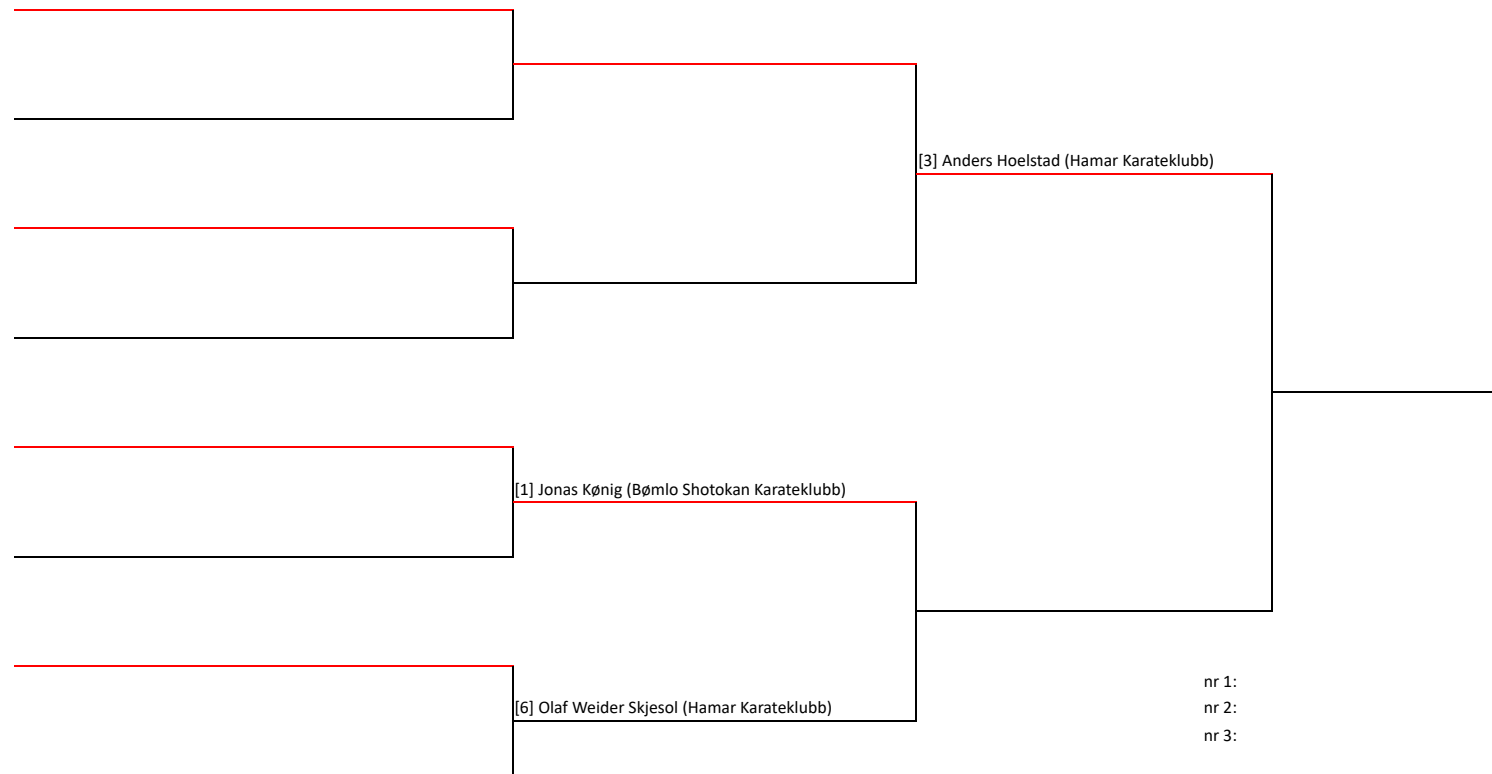 [3] Anders Hoelstad (Hamar Karateklubb)
[1] Jonas Kønig (Bømlo Shotokan Karateklubb)
[6] Olaf Weider Skjesol (Hamar Karateklubb)
nr 1:
nr 2:
nr 3: